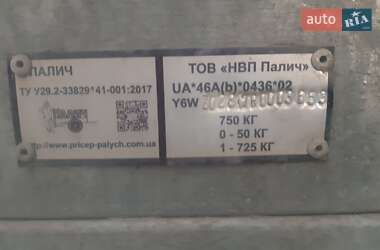 auto RIA.com
ПАЛИЧ
ТУ У29.2-33829*41-001:2017
http://www.pricep-palych.com.ua
ТОВ «НВП Палич»
UA*46A(b)*0436*02
Y6W
750 КГ
0 - 50 КГ
1 - 725 КГ